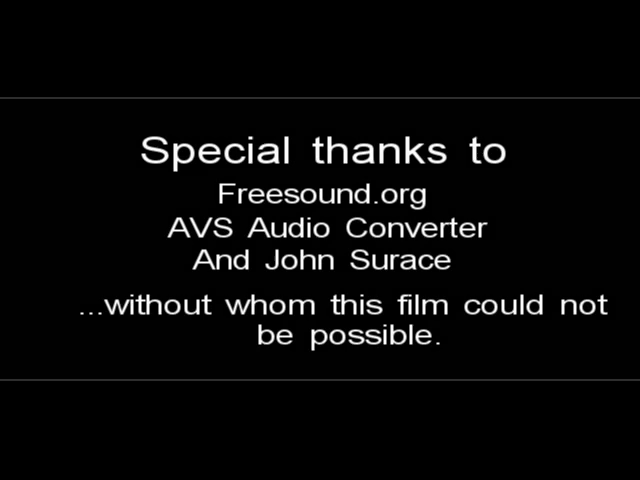 Special thanks to
Freesound.org
AVS Audio Converter
And John Surace
...without whom this film could not
be possible.